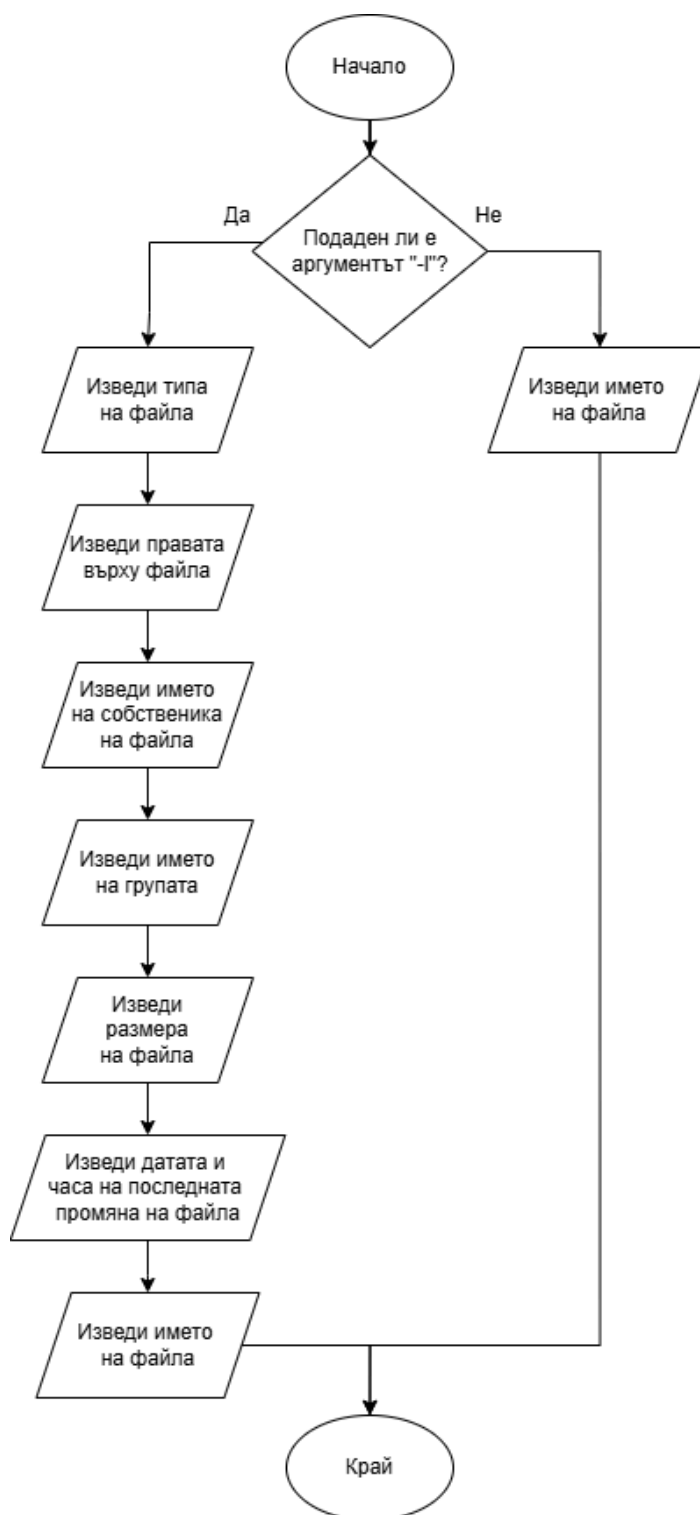 Начало
Да
Не
Подаден ли е
аргументът "-l"?
Изведи типа
на файла
Изведи името
на файла
Изведи правата
върху файла
Изведи името
на собственика
на файла
Изведи името
на групата
Изведи
размера
на файла
Изведи датата и
часа на последната
промяна на файла
Изведи името
на файла
Край